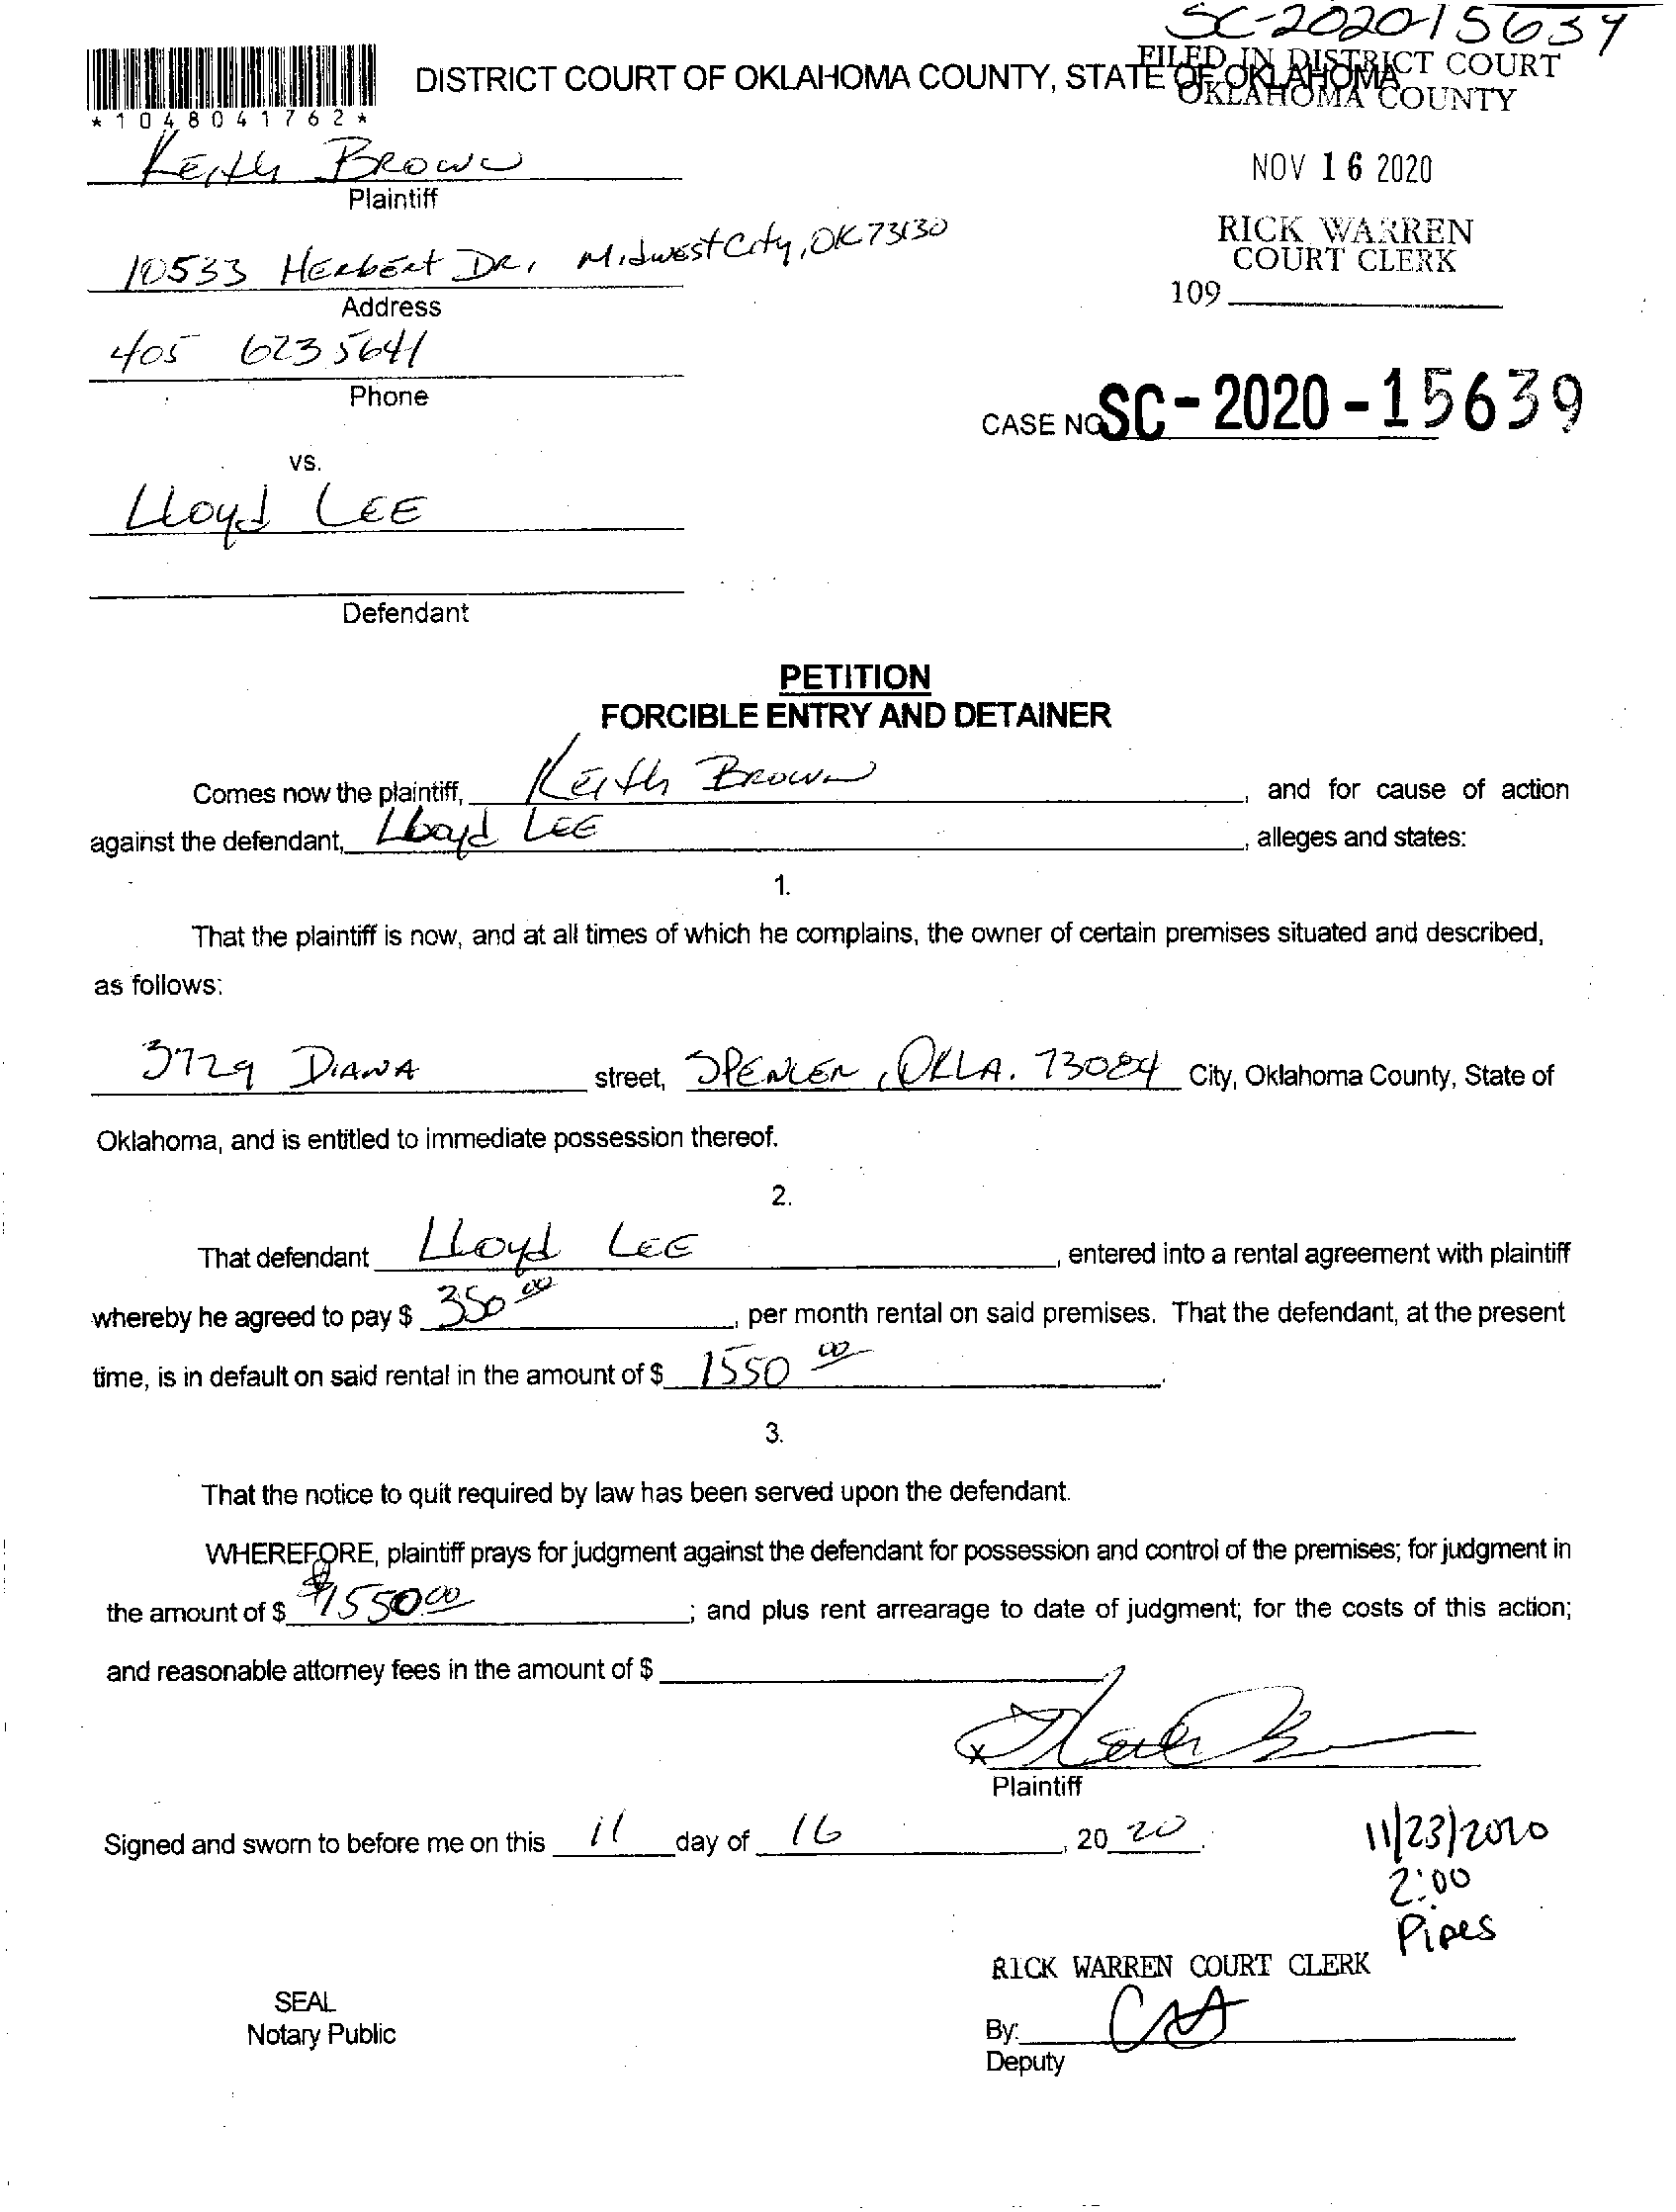 SC-2020-15639
DISTRICT COURT OF OKLAHOMA COUNTY, STATE OF OKLAHOMA
FILED IN DISTRICT COURT
OKLAHOMA COUNTY
*1048041762*
Keith Brown
Plaintiff
NOV 16 2020
RICK WARREN
COURT CLERK
109
10533 Herbert Dr, Midwest City, OK 73130
Address
405 623 5641
Phone
CASE NO SC-2020-15639
vs.
Lloyd Lee
Defendant
PETITION
FORCIBLE ENTRY AND DETAINER
Comes now the plaintiff, Keith Brown, and for cause of action
against the defendant, Lloyd Lee, alleges and states:
1.
That the plaintiff is now, and at all times of which he complains, the owner of certain premises situated and described,
as follows:
3729 Diana street, Spencer, Okla. 73084 City, Oklahoma County, State of
Oklahoma, and is entitled to immediate possession thereof.
2.
That defendant Lloyd Lee, entered into a rental agreement with plaintiff
whereby he agreed to pay $ 350 00, per month rental on said premises. That the defendant, at the present
time, is in default on said rental in the amount of $ 1550 00.
3.
That the notice to quit required by law has been served upon the defendant.
WHEREFORE, plaintiff prays for judgment against the defendant for possession and control of the premises; for judgment in
the amount of $ $1550.00; and plus rent arrearage to date of judgment; for the costs of this action;
and reasonable attorney fees in the amount of $
x Keith B
Plaintiff
Signed and sworn to before me on this 11 day of 16, 20 20.
11/23/2020
2:00
Pipes
RICK WARREN COURT CLERK
SEAL
Notary Public
By:
Deputy